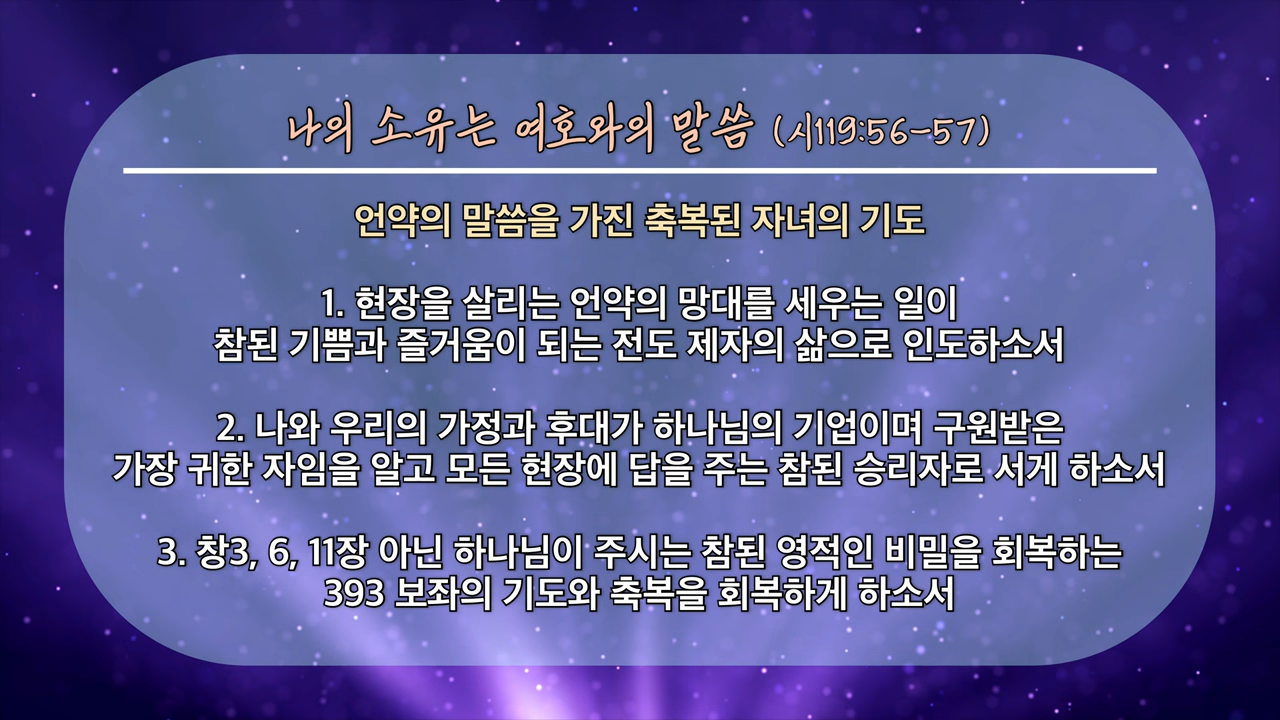 나의 소유는 여호와의 말씀 (시119:56-57)
언약의 말씀을 가진 축복된 자녀의 기도
1. 현장을 살리는 언약의 망대를 세우는 일이
참된 기쁨과 즐거움이 되는 전도 제자의 삶으로 인도하소서
2. 나와 우리의 가정과 후대가 하나님의 기업이며 구원받은
가장 귀한 자임을 알고 모든 현장에 답을 주는 참된 승리자로 서게 하소서
3. 창3, 6, 11장 아닌 하나님이 주시는 참된 영적인 비밀을 회복하는
393 보좌의 기도와 축복을 회복하게 하소서